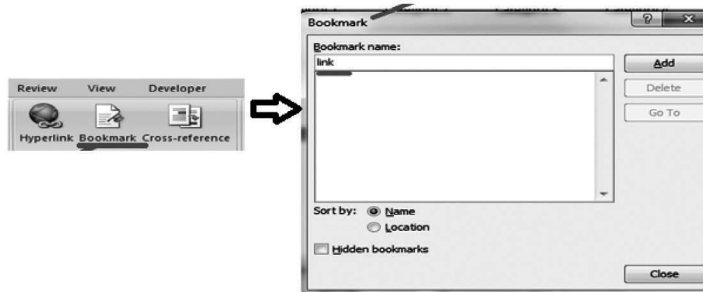 Review View Developer
Hyperlink Bookmark Cross-reference
Bookmark
Bookmark name:
link
Add
Delete
Go To
Sort by: Name
Location
Hidden bookmarks
Close